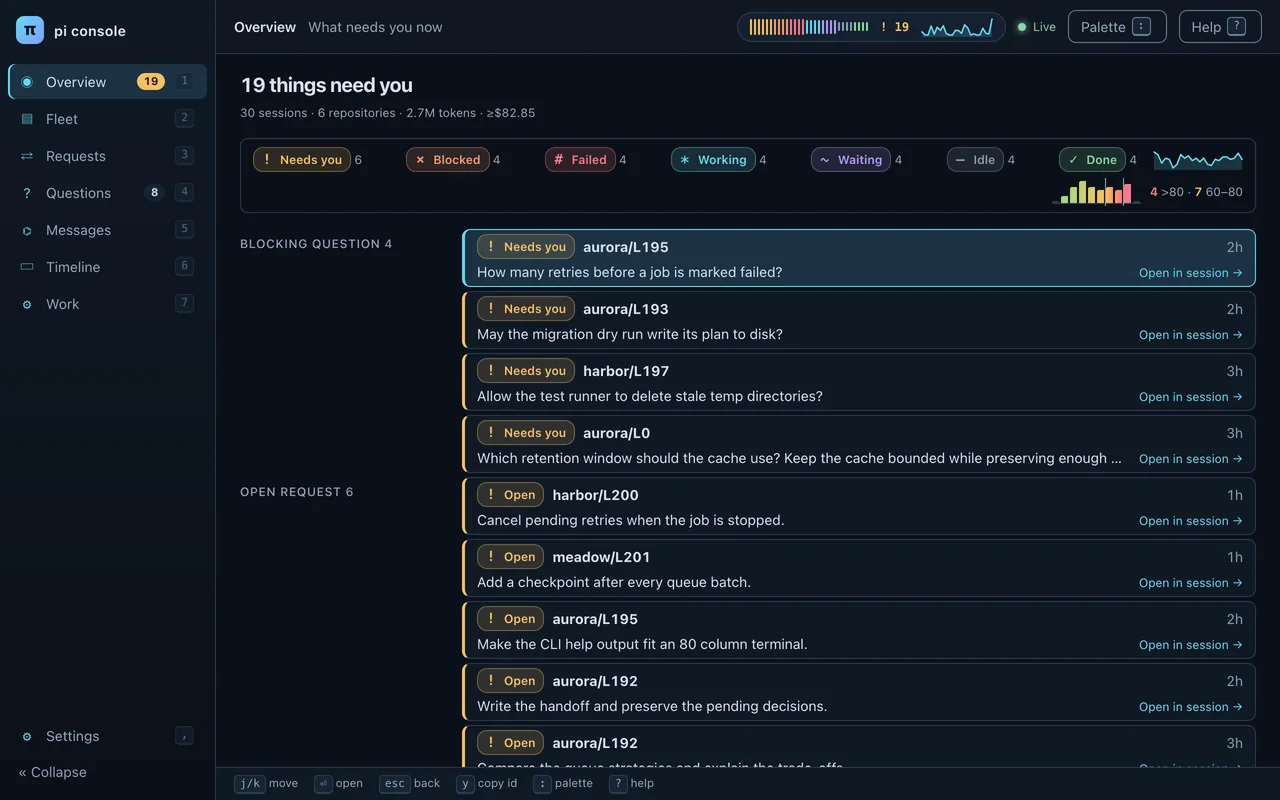 π pi console
Overview 19 1
Fleet 2
Requests 3
? Questions 8 4
Messages 5
Timeline 6
Work 7
Settings ,
« Collapse
Overview What needs you now
! 19
Live
Palette :
Help ?
19 things need you
30 sessions · 6 repositories · 2.7M tokens · ≥$82.85
! Needs you 6
× Blocked 4
# Failed 4
* Working 4
~ Waiting 4
– Idle 4
✓ Done 4
4 >80 · 7 60–80
BLOCKING QUESTION 4
! Needs you aurora/L195 2h
How many retries before a job is marked failed? Open in session →
! Needs you aurora/L193 2h
May the migration dry run write its plan to disk? Open in session →
! Needs you harbor/L197 3h
Allow the test runner to delete stale temp directories? Open in session →
! Needs you aurora/L0 3h
Which retention window should the cache use? Keep the cache bounded while preserving enough ... Open in session →
OPEN REQUEST 6
! Open harbor/L200 1h
Cancel pending retries when the job is stopped. Open in session →
! Open meadow/L201 1h
Add a checkpoint after every queue batch. Open in session →
! Open aurora/L195 2h
Make the CLI help output fit an 80 column terminal. Open in session →
! Open aurora/L192 2h
Write the handoff and preserve the pending decisions. Open in session →
! Open aurora/L192 3h
j/k move ⏎ open esc back y copy id : palette ? help